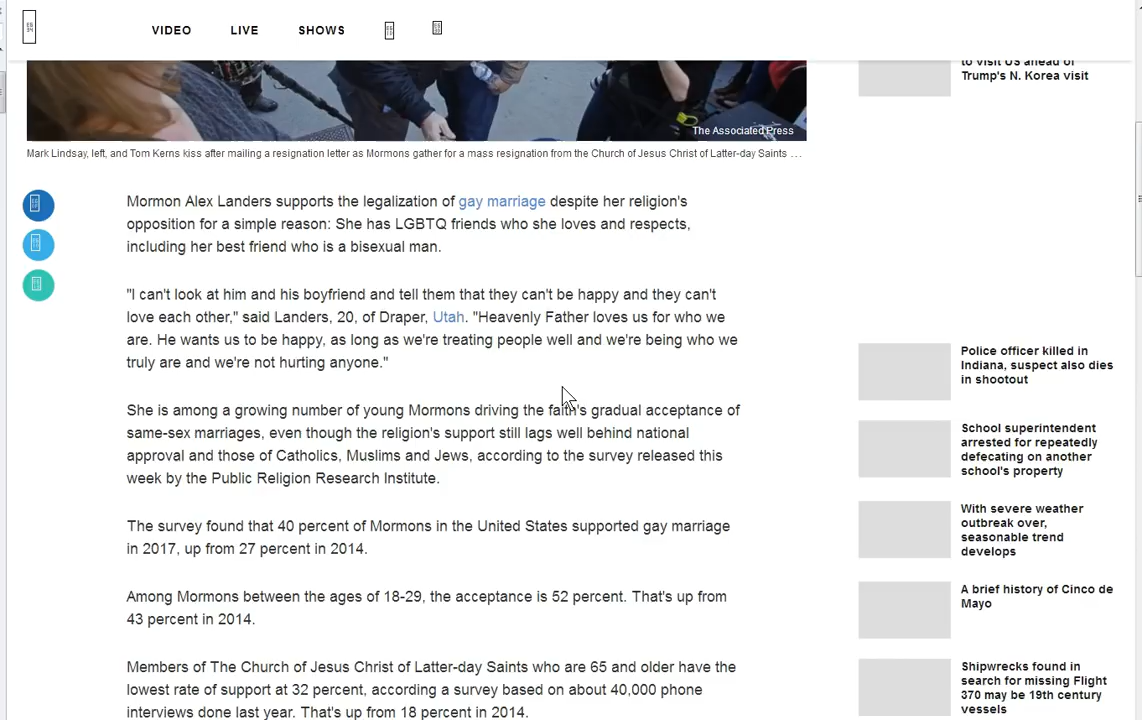 VIDEO LIVE SHOWS
to visit US ahead of
Trump's N. Korea visit
The Associated Press
Mark Lindsay, left, and Tom Kerns kiss after mailing a resignation letter as Mormons gather for a mass resignation from the Church of Jesus Christ of Latter-day Saints ...
Mormon Alex Landers supports the legalization of gay marriage despite her religion's
opposition for a simple reason: She has LGBTQ friends who she loves and respects,
including her best friend who is a bisexual man.
"I can't look at him and his boyfriend and tell them that they can't be happy and they can't
love each other," said Landers, 20, of Draper, Utah. "Heavenly Father loves us for who we
are. He wants us to be happy, as long as we're treating people well and we're being who we
truly are and we're not hurting anyone."
She is among a growing number of young Mormons driving the faith's gradual acceptance of
same-sex marriages, even though the religion's support still lags well behind national
approval and those of Catholics, Muslims and Jews, according to the survey released this
week by the Public Religion Research Institute.
The survey found that 40 percent of Mormons in the United States supported gay marriage
in 2017, up from 27 percent in 2014.
Among Mormons between the ages of 18-29, the acceptance is 52 percent. That's up from
43 percent in 2014.
Members of The Church of Jesus Christ of Latter-day Saints who are 65 and older have the
lowest rate of support at 32 percent, according a survey based on about 40,000 phone
interviews done last year. That's up from 18 percent in 2014.
Police officer killed in
Indiana, suspect also dies
in shootout
School superintendent
arrested for repeatedly
defecating on another
school's property
With severe weather
outbreak over,
seasonable trend
develops
A brief history of Cinco de
Mayo
Shipwrecks found in
search for missing Flight
370 may be 19th century
vessels